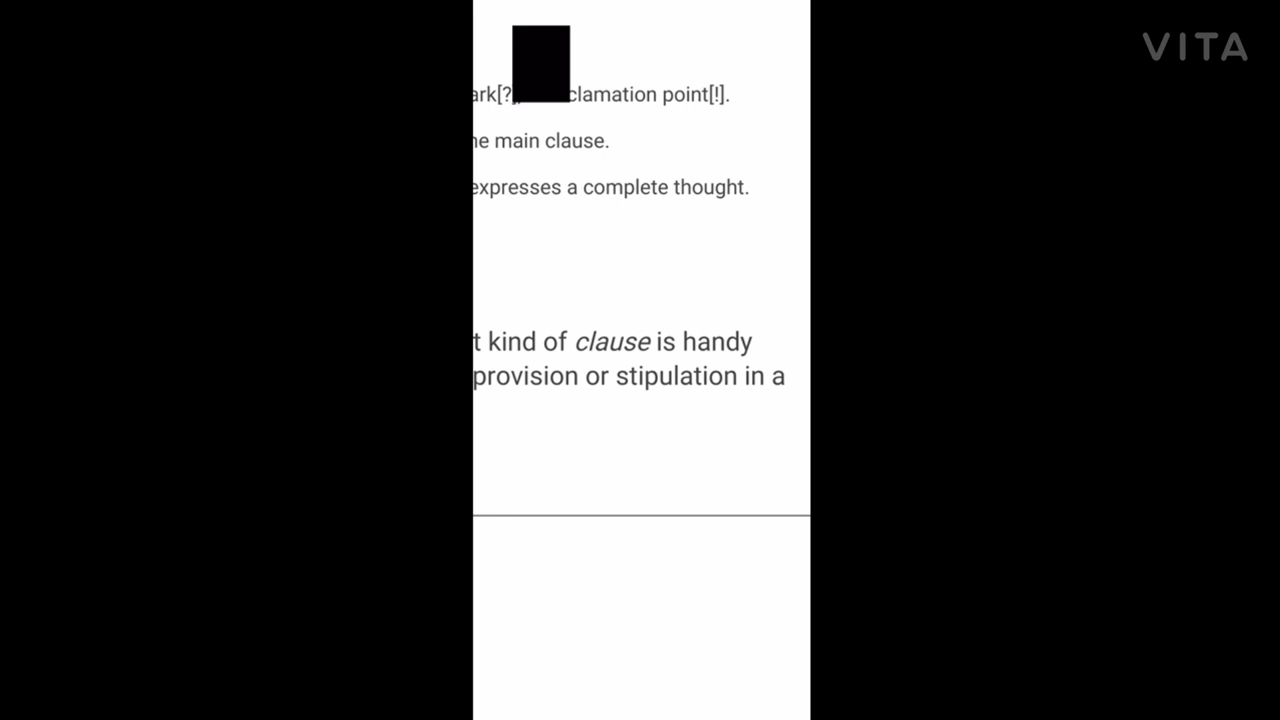 VITA
ark[?], clamation point[!].
he main clause.
expresses a complete thought.
t kind of clause is handy
provision or stipulation in a